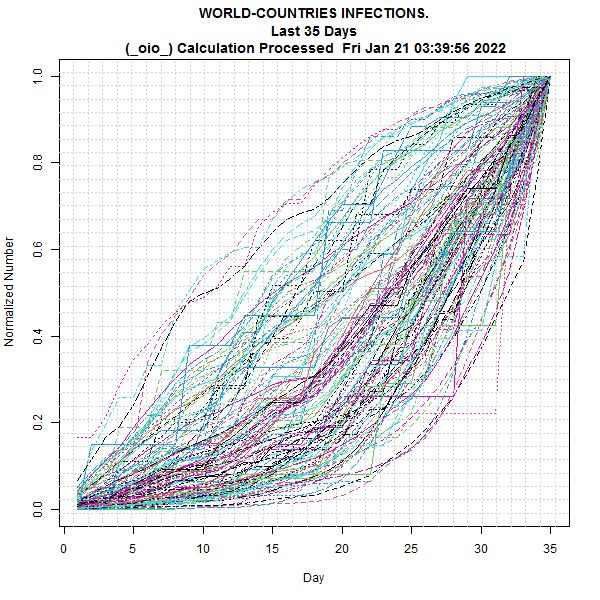 WORLD-COUNTRIES INFECTIONS.
Last 35 Days
(_oio_) Calculation Processed  Fri Jan 21 03:39:56 2022
1.0
0.8
0.6
0.4
0.2
0.0
Normalized Number
0 5 10 15 20 25 30 35
Day